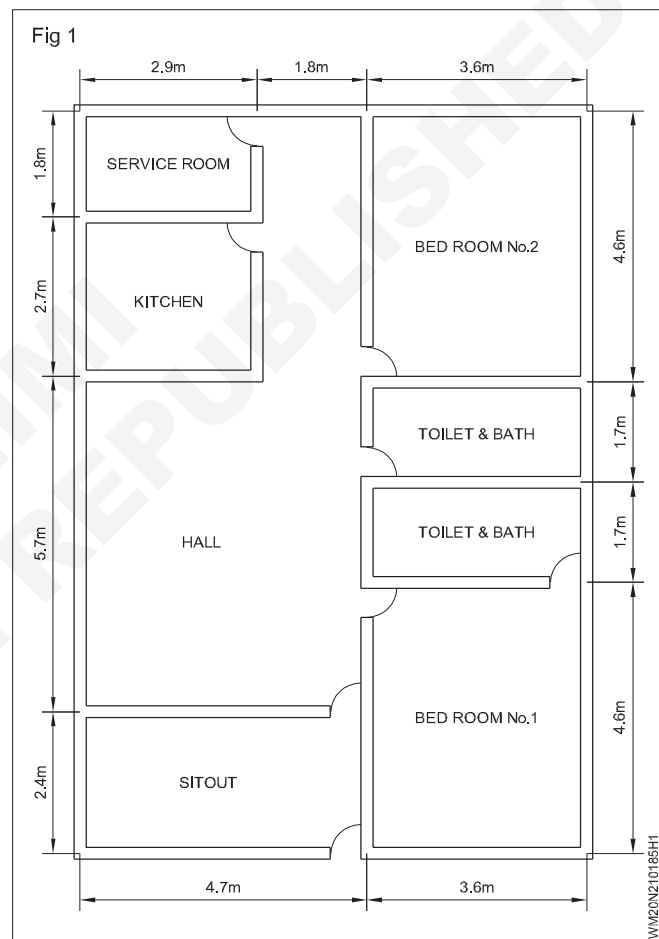 Fig 1
2.9m
1.8m
3.6m
1.8m
SERVICE ROOM
BED ROOM No.2
4.6m
2.7m
KITCHEN
TOILET & BATH
1.7m
5.7m
HALL
TOILET & BATH
1.7m
BED ROOM No.1
4.6m
2.4m
SITOUT
4.7m
3.6m
WM20N210185H1
REPUBLISHED